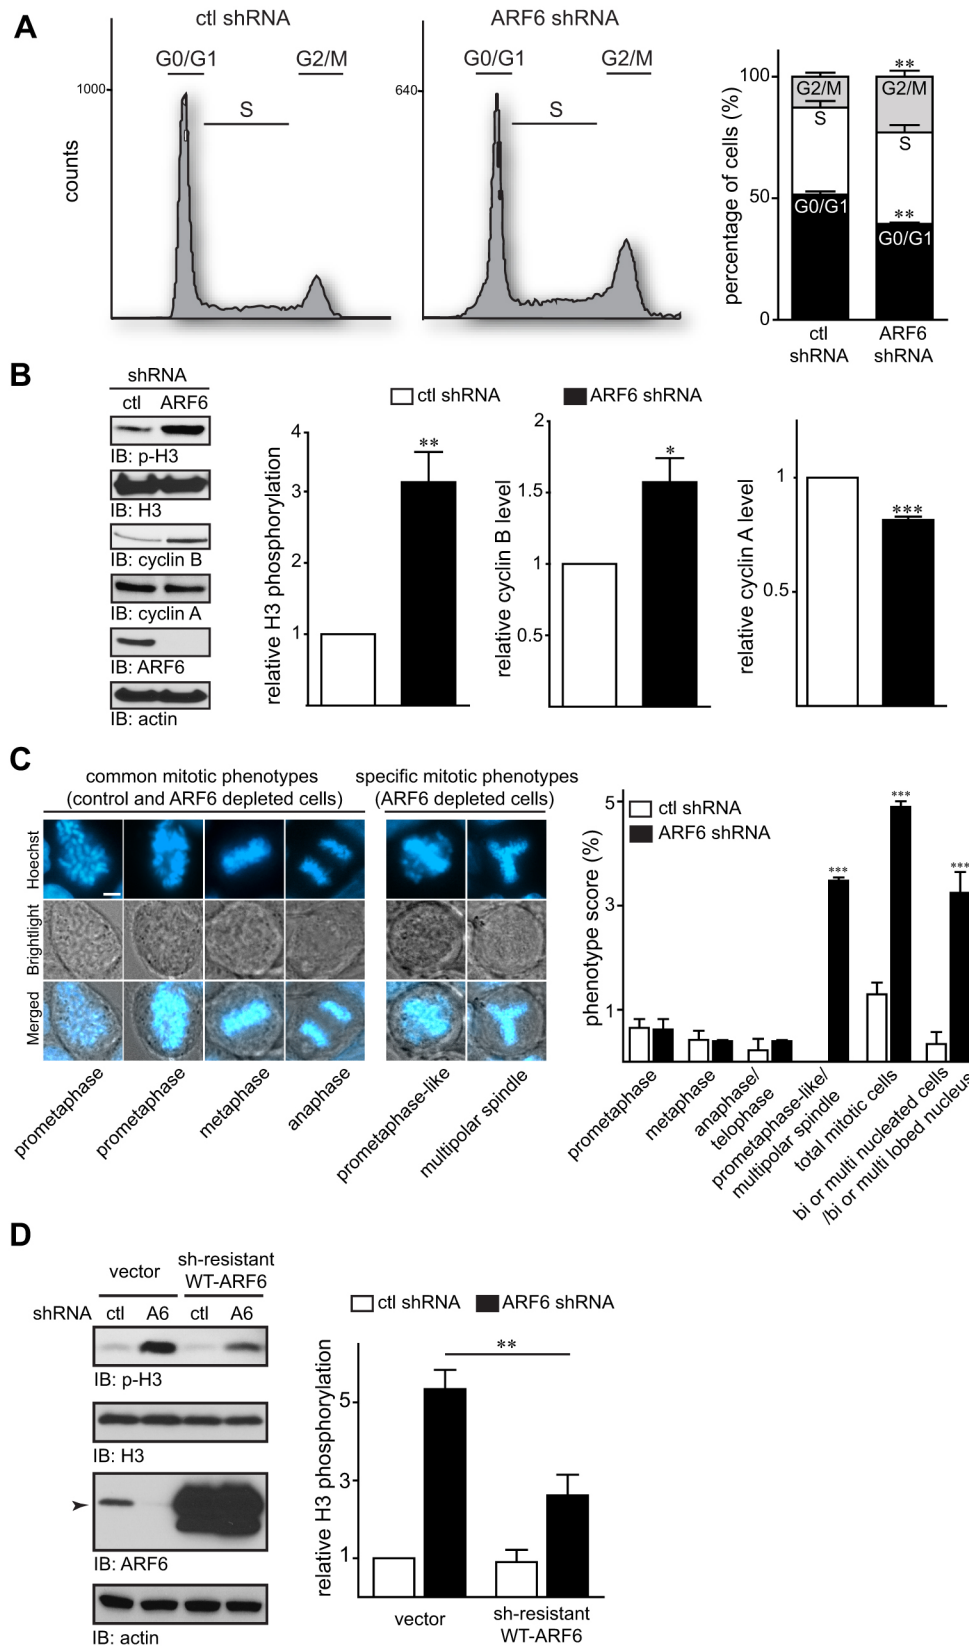 A
ctl shRNA
ARF6 shRNA
G0/G1
G2/M
S
1000
counts
G0/G1
G2/M
S
640
percentage of cells (%)
100
50
0
**
G2/M
G2/M
S
S
**
G0/G1
G0/G1
ctl
shRNA
ARF6
shRNA
B
shRNA
ctl ARF6
IB: p-H3
IB: H3
IB: cyclin B
IB: cyclin A
IB: ARF6
IB: actin
ctl shRNA
ARF6 shRNA
relative H3 phosphorylation
4
3
2
1
**
relative cyclin B level
2
1.5
1
0.5
*
relative cyclin A level
1
0.5
***
C
common mitotic phenotypes
(control and ARF6 depleted cells)
specific mitotic phenotypes
(ARF6 depleted cells)
Hoechst
Brightlight
Merged
prometaphase
prometaphase
metaphase
anaphase
prometaphase-like
multipolar spindle
phenotype score (%)
5
3
1
ctl shRNA
ARF6 shRNA
***
***
***
prometaphase
metaphase
anaphase/
telophase
prometaphase-like/
multipolar spindle
total mitotic cells
bi or multi nucleated cells
/bi or multi lobed nucleus
D
vector
sh-resistant
WT-ARF6
shRNA ctl A6 ctl A6
IB: p-H3
IB: H3
IB: ARF6
IB: actin
ctl shRNA
ARF6 shRNA
relative H3 phosphorylation
5
3
1
**
vector
sh-resistant
WT-ARF6